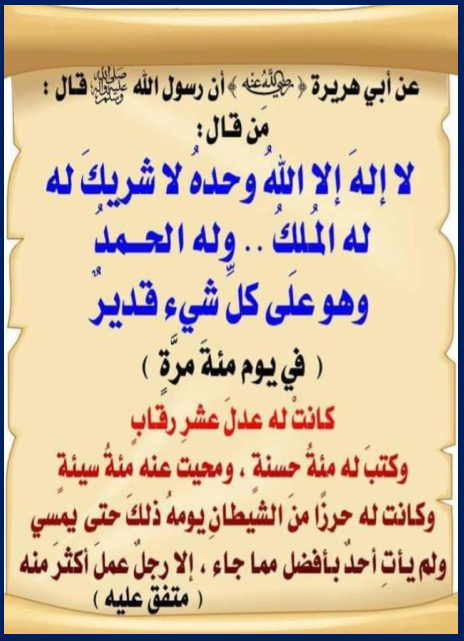 عن أبي هريرة ﴿رضي الله عنه﴾ أن رسول الله ﷺ قال :
مَن قال:
لا إلهَ إلا اللهُ وحدهُ لا شريكَ له
له المُلكُ .. وله الحـمدُ
وهو علَى كلِّ شيءٍ قديرٌ
( في يوم مئةَ مرَّةٍ )
كانتْ له عدلَ عشرِ رقابٍ
وكتبَ له مئةُ حسنةٍ ، ومحيت عنه مئةُ سيئةٍ
وكانت له حرزًا منَ الشيطانِ يومهُ ذلكَ حتى يمسي
ولم يأتِ أحدٌ بأفضل مما جاء ، إلا رجلٌ عملَ أكثرَ منه
( متفق عليه )